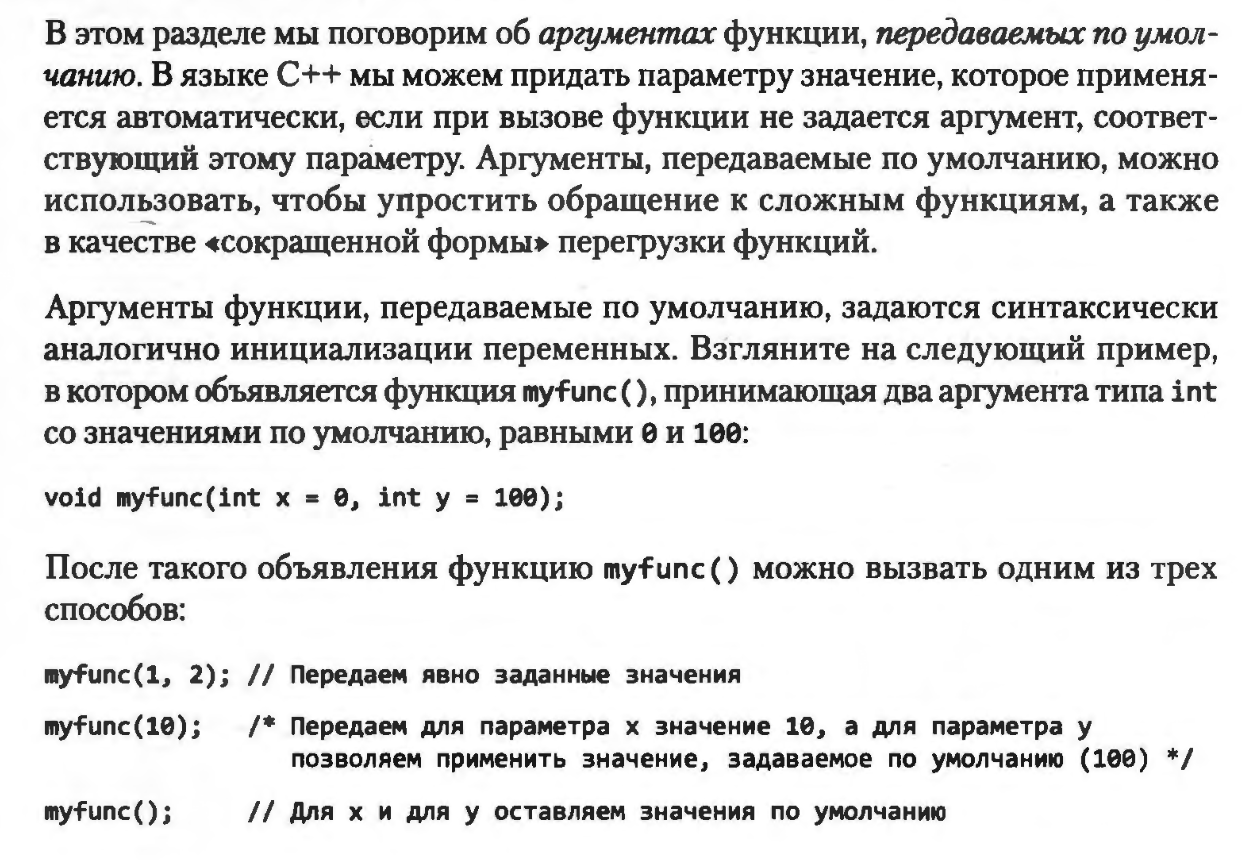 В этом разделе мы поговорим об аргументах функции, передаваемых по умол-
чанию. В языке C++ мы можем придать параметру значение, которое применя-
ется автоматически, если при вызове функции не задается аргумент, соответ-
ствующий этому параметру. Аргументы, передаваемые по умолчанию, можно
использовать, чтобы упростить обращение к сложным функциям, а также
в качестве «сокращенной формы» перегрузки функций.
Аргументы функции, передаваемые по умолчанию, задаются синтаксически
аналогично инициализации переменных. Взгляните на следующий пример,
в котором объявляется функция myfunc(), принимающая два аргумента типа int
со значениями по умолчанию, равными 0 и 100:
void myfunc(int x = 0, int y = 100);
После такого объявления функцию myfunc() можно вызвать одним из трех
способов:
myfunc(1, 2); // Передаем явно заданные значения
myfunc(10); /* Передаем для параметра x значение 10, а для параметра y
позволяем применить значение, задаваемое по умолчанию (100) */
myfunc(); // Для x и для y оставляем значения по умолчанию